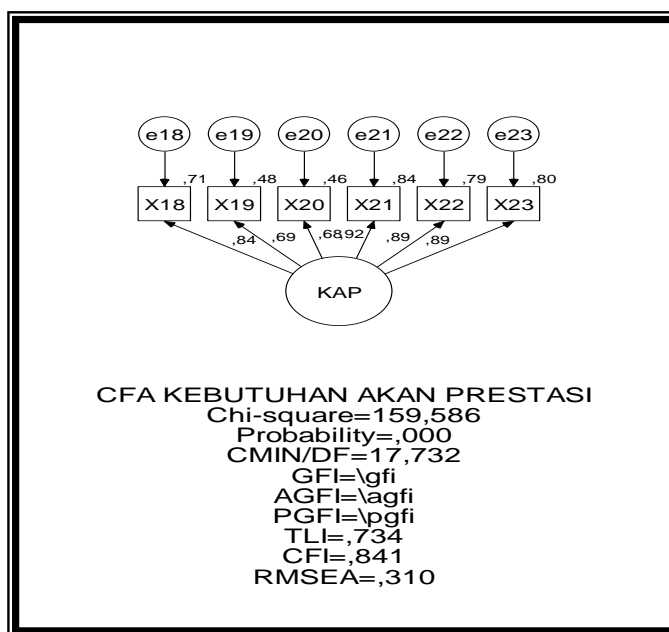 e18 e19 e20 e21 e22 e23
,71 ,48 ,46 ,84 ,79 ,80
X18 X19 X20 X21 X22 X23
,84 ,69 ,68 ,92 ,89 ,89
KAP
CFA KEBUTUHAN AKAN PRESTASI
Chi-square=159,586
Probability=,000
CMIN/DF=17,732
GFI=\gfi
AGFI=\agfi
PGFI=\pgfi
TLI=,734
CFI=,841
RMSEA=,310